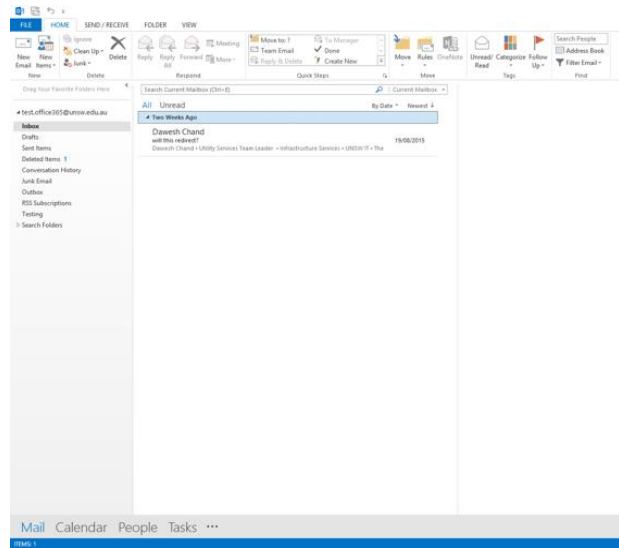 FILE HOME SEND / RECEIVE FOLDER VIEW
New Email
New Items
Ignore
Clean Up
Junk
Delete
Reply
Reply All
Forward
Meeting
More
Move to: ?
Team Email
Reply & Delete
To Manager
Done
Create New
Move
Rules
OneNote
Unread/ Read
Categorize
Follow Up
Search People
Address Book
Filter Email
New Delete Respond Quick Steps Move Tags Find
Drag Your Favorite Folders Here
test.office365@unsw.edu.au
Inbox
Drafts
Sent Items
Deleted Items 1
Conversation History
Junk Email
Outbox
RSS Subscriptions
Testing
Search Folders
Search Current Mailbox (Ctrl+E) Current Mailbox
All Unread By Date Newest
Two Weeks Ago
Dawesh Chand
will this redirect? 19/08/2015
Dawesh Chand • Utility Services Team Leader • Infrastructure Services • UNSW IT • The
Mail Calendar People Tasks •••
ITEMS: 1